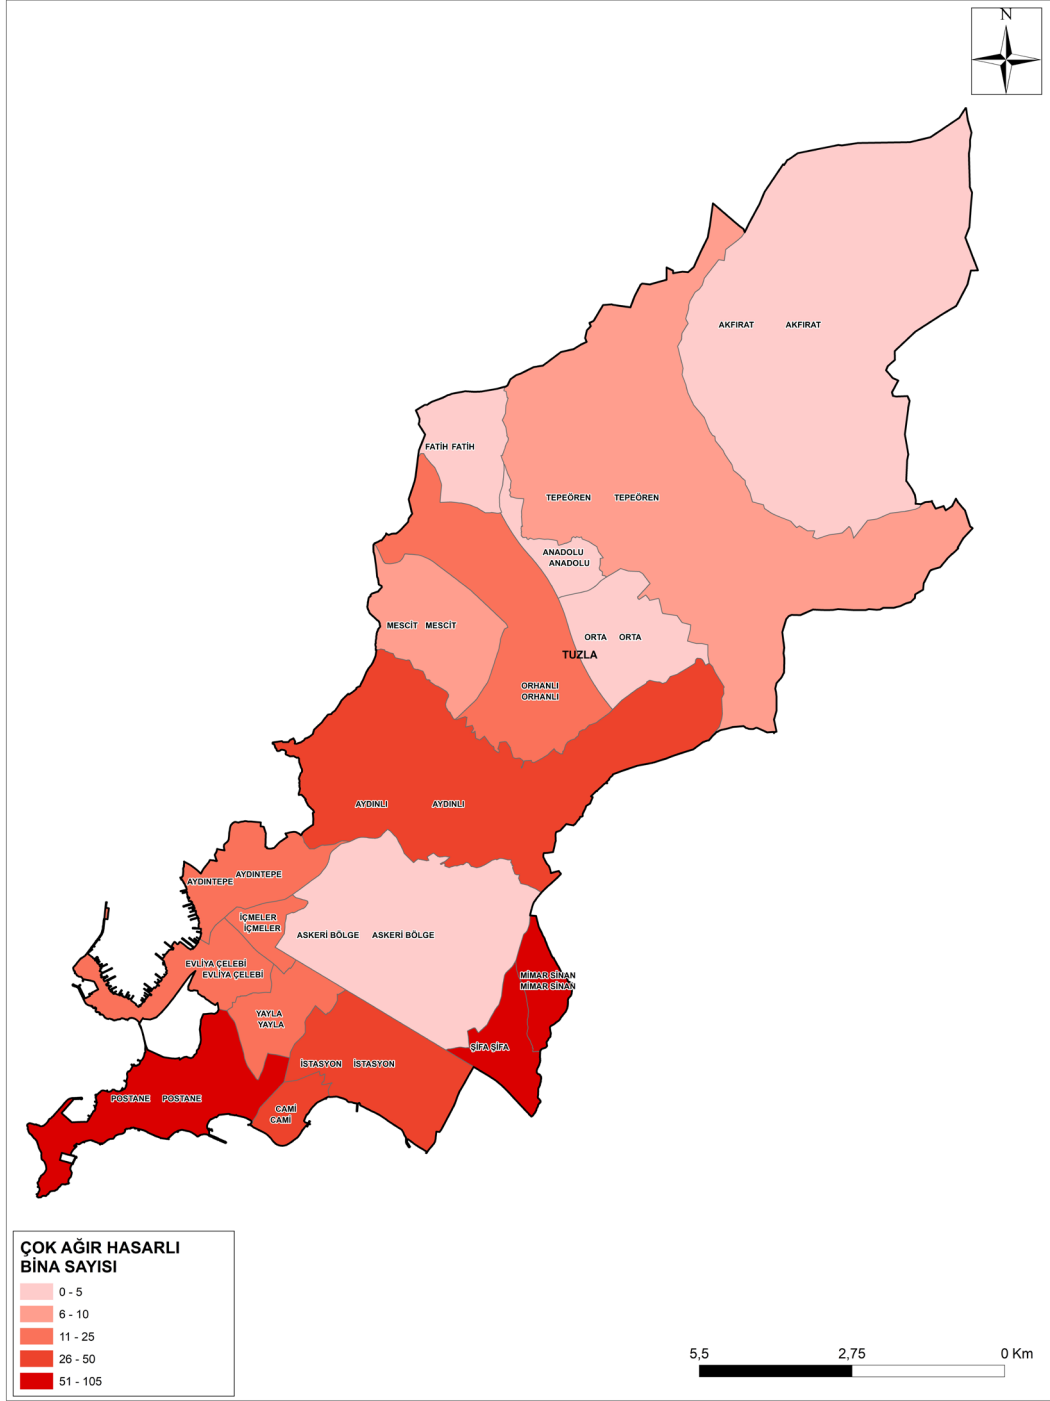 N
AKFIRAT AKFIRAT
FATİH FATİH
TEPEÖREN TEPEÖREN
ANADOLU
ANADOLU
MESCİT MESCİT
ORTA ORTA
TUZLA
ORHANLI
ORHANLI
AYDINLI AYDINLI
AYDINTEPE AYDINTEPE
İÇMELER
İÇMELER
ASKERİ BÖLGE ASKERİ BÖLGE
EVLİYA ÇELEBİ
EVLİYA ÇELEBİ
MİMAR SİNAN
MİMAR SİNAN
YAYLA
YAYLA
ŞİFA ŞİFA
İSTASYON İSTASYON
POSTANE POSTANE
CAMİ
CAMİ
ÇOK AĞIR HASARLI
BİNA SAYISI
0 - 5
6 - 10
11 - 25
26 - 50
51 - 105
5,5 2,75 0 Km